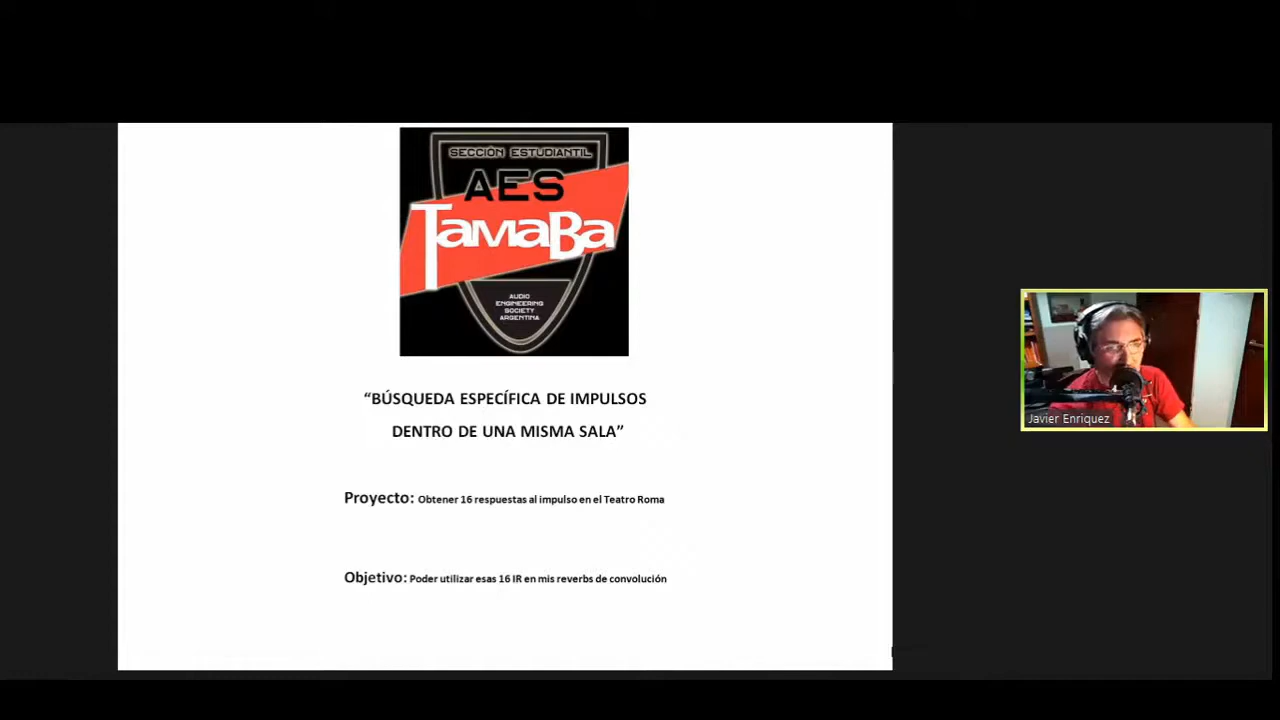 SECCIÓN ESTUDIANTIL
AES
TAMABA
AUDIO
ENGINEERING
SOCIETY
ARGENTINA
“BÚSQUEDA ESPECÍFICA DE IMPULSOS
DENTRO DE UNA MISMA SALA”
Proyecto: Obtener 16 respuestas al impulso en el Teatro Roma
Objetivo: Poder utilizar esas 16 IR en mis reverbs de convolución
Javier Enriquez